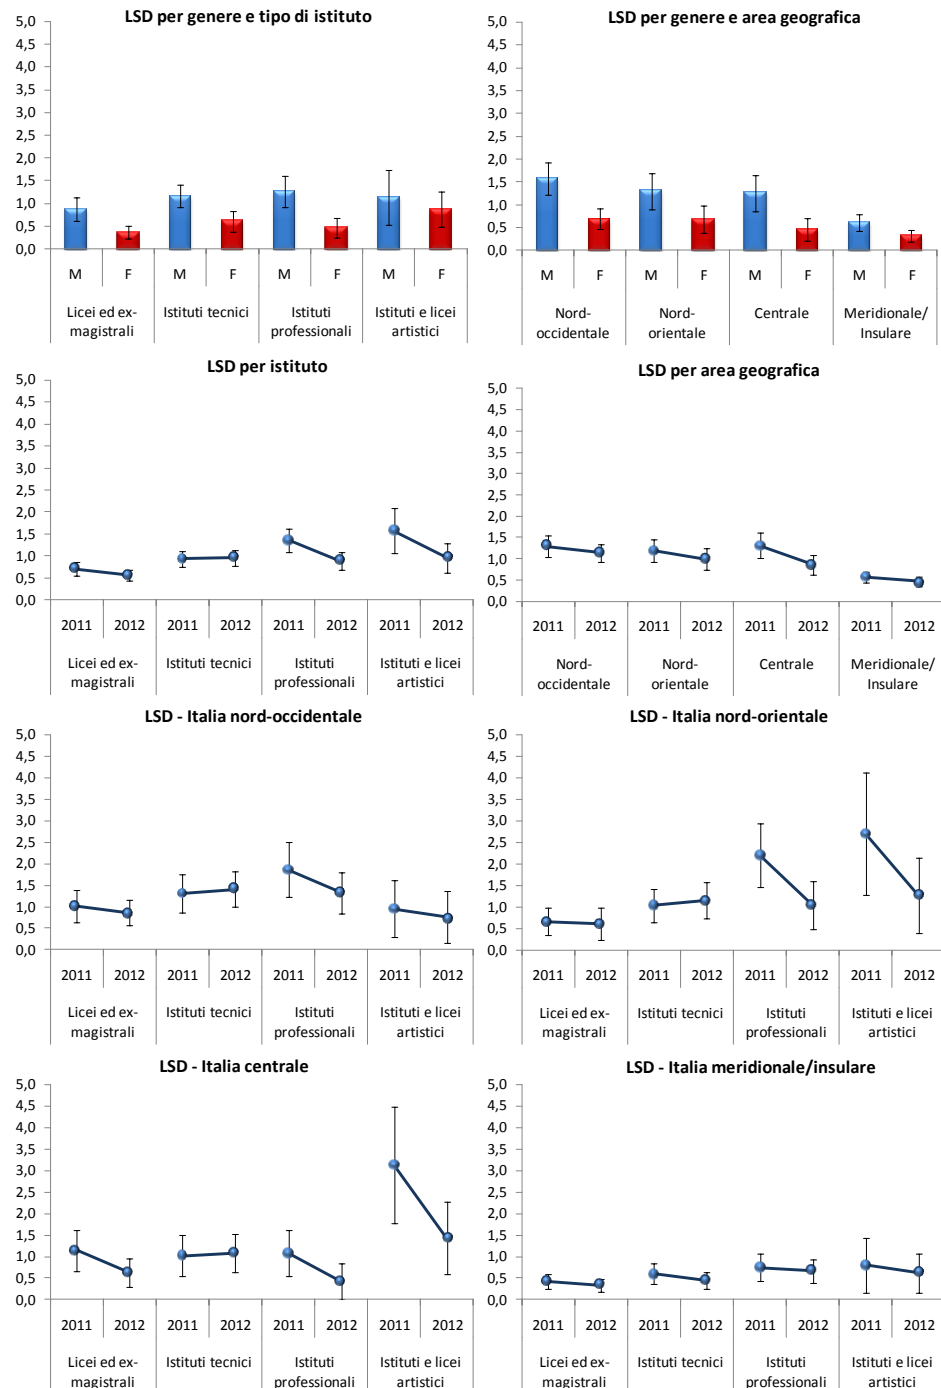 LSD per genere e tipo di istituto
5,0
4,5
4,0
3,5
3,0
2,5
2,0
1,5
1,0
0,5
0,0
M F M F M F M F
Licei ed ex- Istituti tecnici Istituti Istituti e licei
magistrali professionali artistici
LSD per genere e area geografica
5,0
4,5
4,0
3,5
3,0
2,5
2,0
1,5
1,0
0,5
0,0
M F M F M F M F
Nord- Nord- Centrale Meridionale/
occidentale orientale Insulare
LSD per istituto
5,0
4,5
4,0
3,5
3,0
2,5
2,0
1,5
1,0
0,5
0,0
2011 2012 2011 2012 2011 2012 2011 2012
Licei ed ex- Istituti tecnici Istituti Istituti e licei
magistrali professionali artistici
LSD per area geografica
5,0
4,5
4,0
3,5
3,0
2,5
2,0
1,5
1,0
0,5
0,0
2011 2012 2011 2012 2011 2012 2011 2012
Nord- Nord- Centrale Meridionale/
occidentale orientale Insulare
LSD - Italia nord-occidentale
5,0
4,5
4,0
3,5
3,0
2,5
2,0
1,5
1,0
0,5
0,0
2011 2012 2011 2012 2011 2012 2011 2012
Licei ed ex- Istituti tecnici Istituti Istituti e licei
magistrali professionali artistici
LSD - Italia nord-orientale
5,0
4,5
4,0
3,5
3,0
2,5
2,0
1,5
1,0
0,5
0,0
2011 2012 2011 2012 2011 2012 2011 2012
Licei ed ex- Istituti tecnici Istituti Istituti e licei
magistrali professionali artistici
LSD - Italia centrale
5,0
4,5
4,0
3,5
3,0
2,5
2,0
1,5
1,0
0,5
0,0
2011 2012 2011 2012 2011 2012 2011 2012
Licei ed ex- Istituti tecnici Istituti Istituti e licei
magistrali professionali artistici
LSD - Italia meridionale/insulare
5,0
4,5
4,0
3,5
3,0
2,5
2,0
1,5
1,0
0,5
0,0
2011 2012 2011 2012 2011 2012 2011 2012
Licei ed ex- Istituti tecnici Istituti Istituti e licei
magistrali professionali artistici